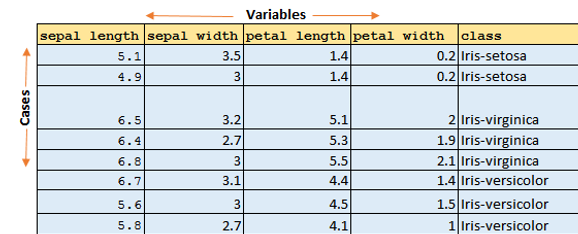 Variables
sepal length sepal width petal length petal width class
5.1 3.5 1.4 0.2 Iris-setosa
4.9 3 1.4 0.2 Iris-setosa
Cases
6.5 3.2 5.1 2 Iris-virginica
6.4 2.7 5.3 1.9 Iris-virginica
6.8 3 5.5 2.1 Iris-virginica
6.7 3.1 4.4 1.4 Iris-versicolor
5.6 3 4.5 1.5 Iris-versicolor
5.8 2.7 4.1 1 Iris-versicolor